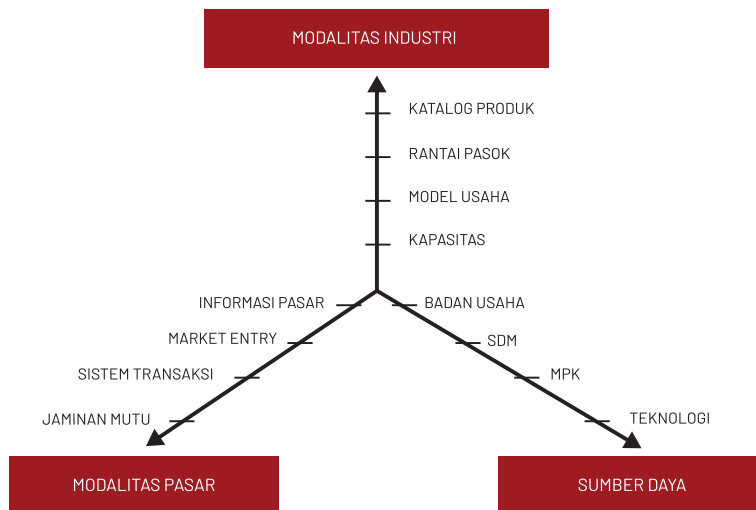 MODALITAS INDUSTRI
KATALOG PRODUK
RANTAI PASOK
MODEL USAHA
KAPASITAS
INFORMASI PASAR
BADAN USAHA
MARKET ENTRY
SDM
SISTEM TRANSAKSI
MPK
JAMINAN MUTU
TEKNOLOGI
MODALITAS PASAR
SUMBER DAYA